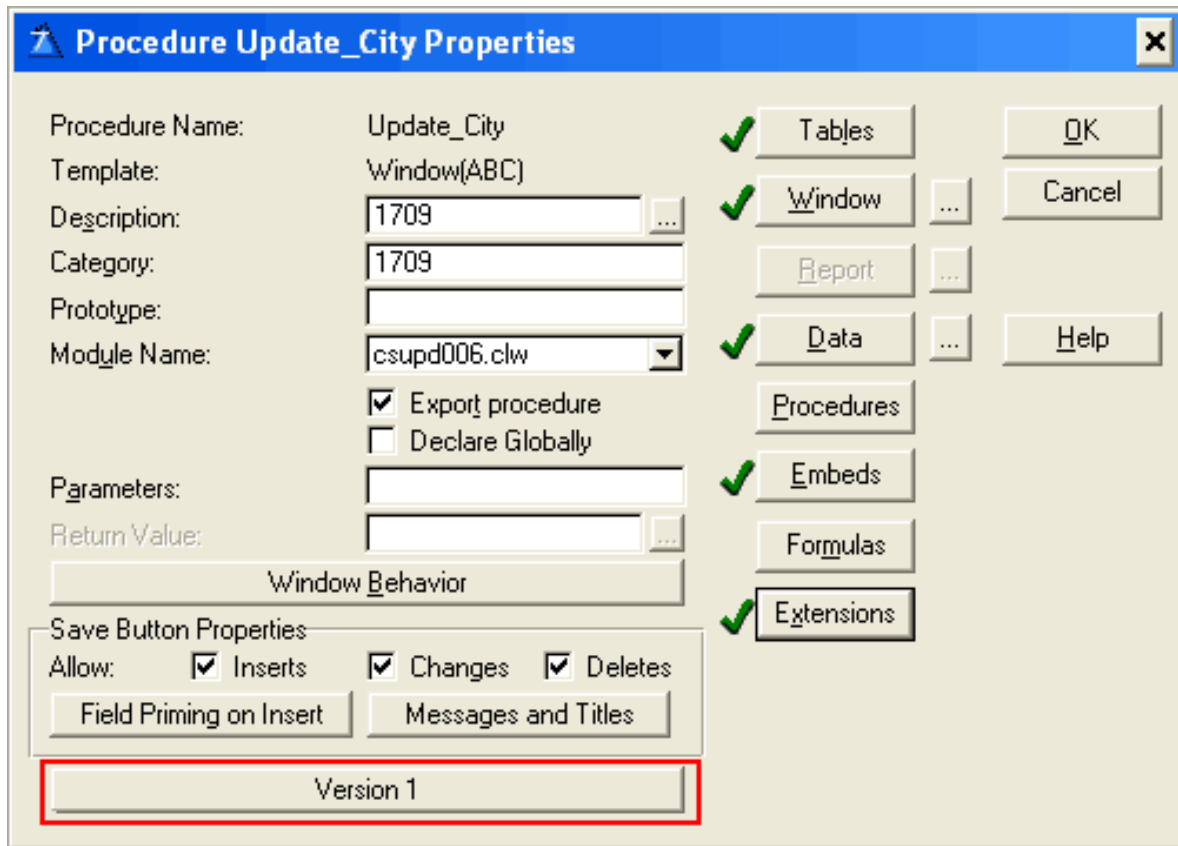 Procedure Update_City Properties
Procedure Name: Update_City
Template: Window(ABC)
Description: 1709 ...
Category: 1709
Prototype:
Module Name: csupd006.clw
Export procedure
Declare Globally
Parameters:
Return Value: ...
Window Behavior
Save Button Properties
Allow: Inserts Changes Deletes
Field Priming on Insert Messages and Titles
Version 1
Tables
Window ...
Report ...
Data ...
Procedures
Embeds
Formulas
Extensions
OK
Cancel
Help